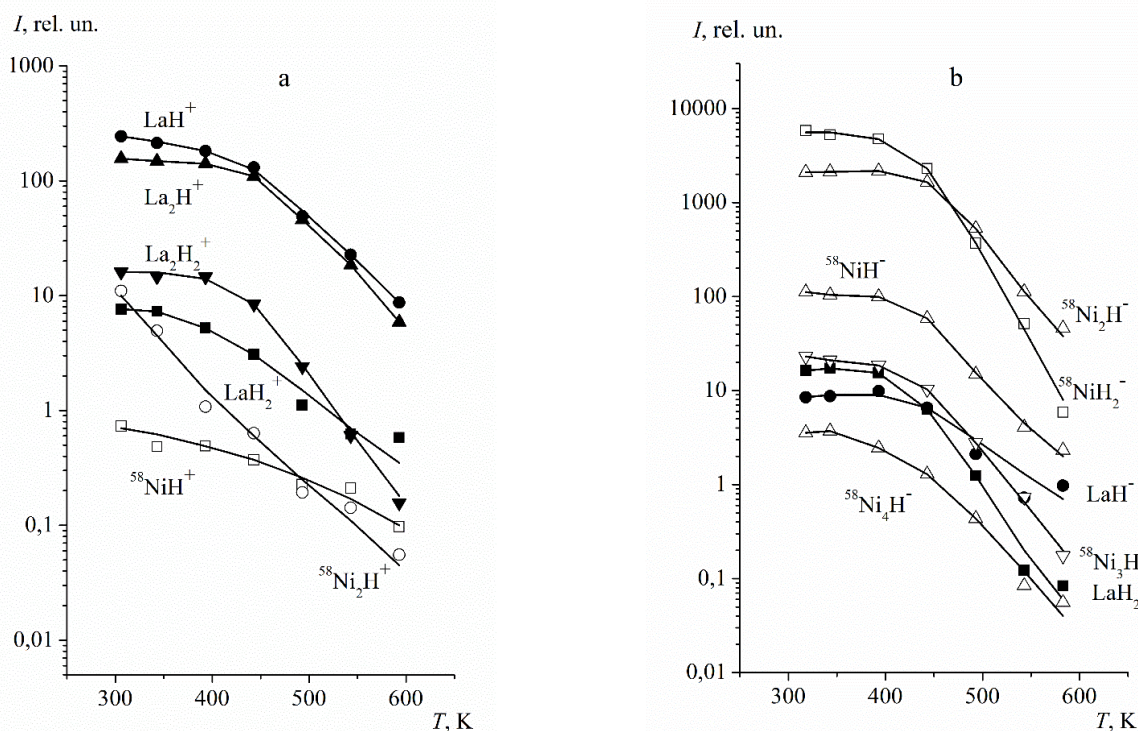 I, rel. un.
a
1000
100
10
1
0,1
0,01
LaH⁺
La₂H⁺
La₂H₂⁺
LaH₂⁺
⁵⁸NiH⁺
⁵⁸Ni₂H⁺
300 400 500 600
T, K
I, rel. un.
b
10000
1000
100
10
1
0,1
0,01
⁵⁸NiH⁻
⁵⁸Ni₂H⁻
⁵⁸NiH₂⁻
⁵⁸Ni₄H⁻
LaH⁻
⁵⁸Ni₃H
LaH₂
300 400 500 600
T, K